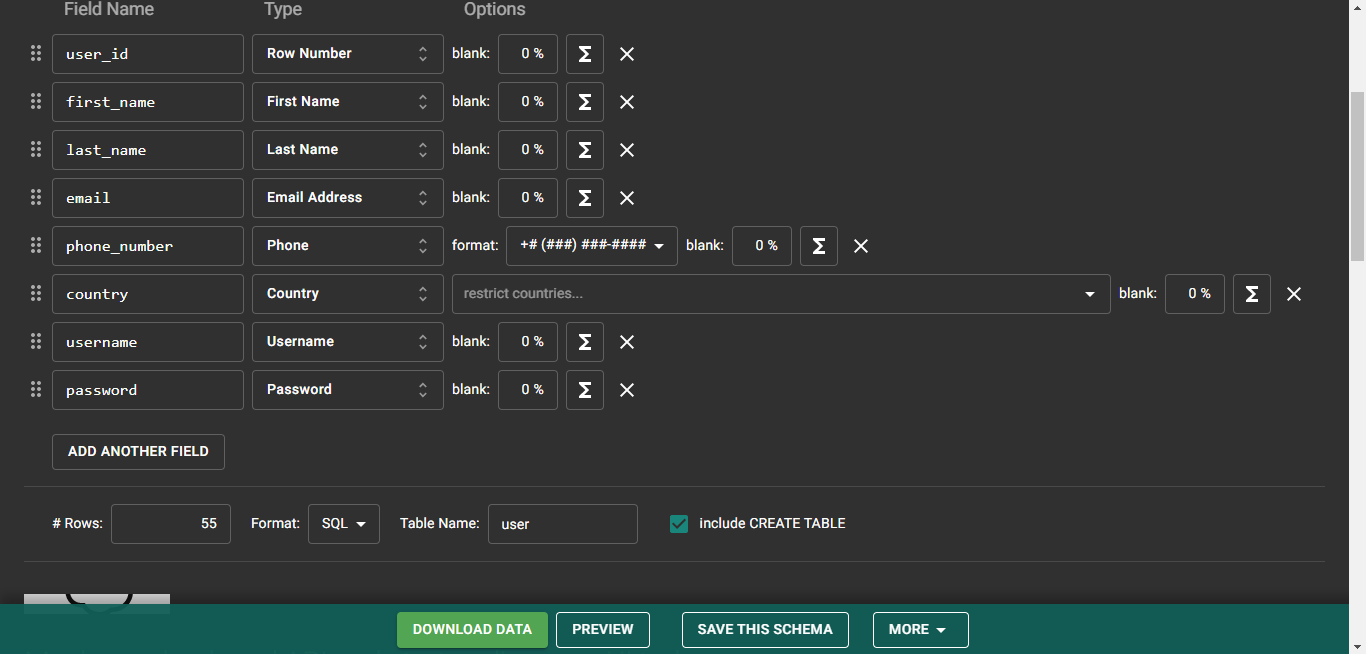 Field Name Type Options
user_id Row Number blank: 0 % Σ
first_name First Name blank: 0 % Σ
last_name Last Name blank: 0 % Σ
email Email Address blank: 0 % Σ
phone_number Phone format: +# (###) ###-#### blank: 0 % Σ
country Country restrict countries... blank: 0 % Σ
username Username blank: 0 % Σ
password Password blank: 0 % Σ
ADD ANOTHER FIELD
# Rows: 55 Format: SQL Table Name: user include CREATE TABLE
DOWNLOAD DATA PREVIEW SAVE THIS SCHEMA MORE